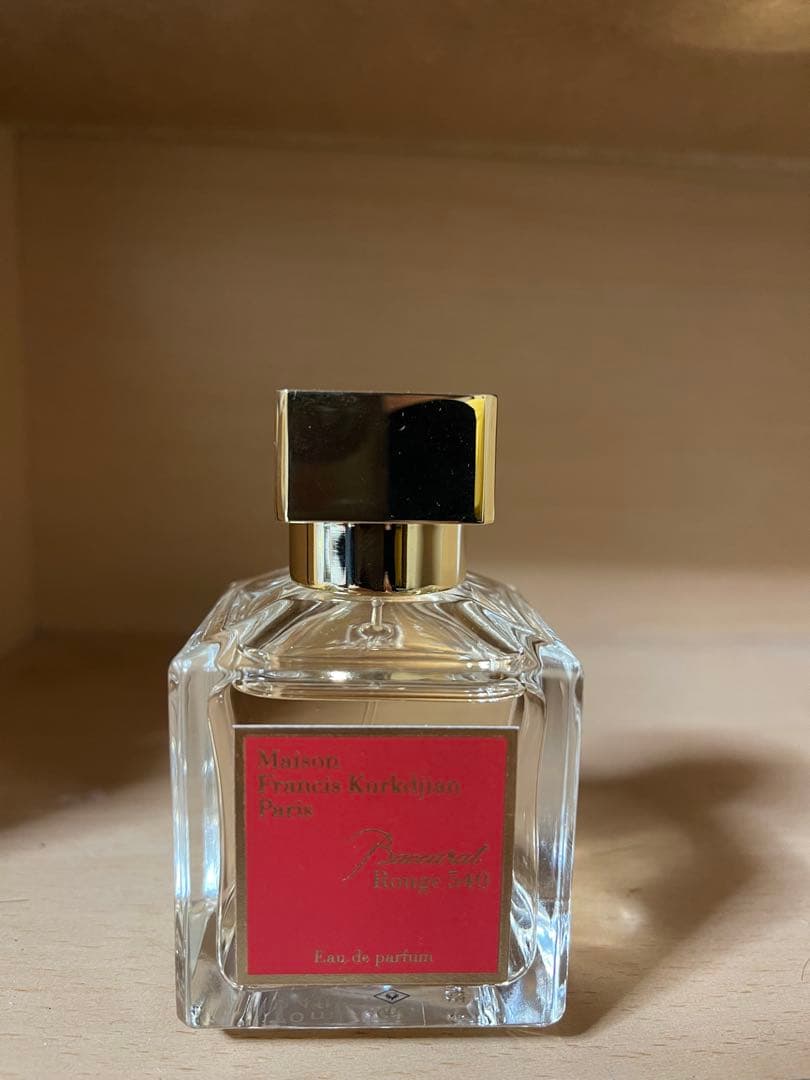 Maison
Francis Kurkdjian
Paris
Baccarat
Rouge 540
Eau de parfum